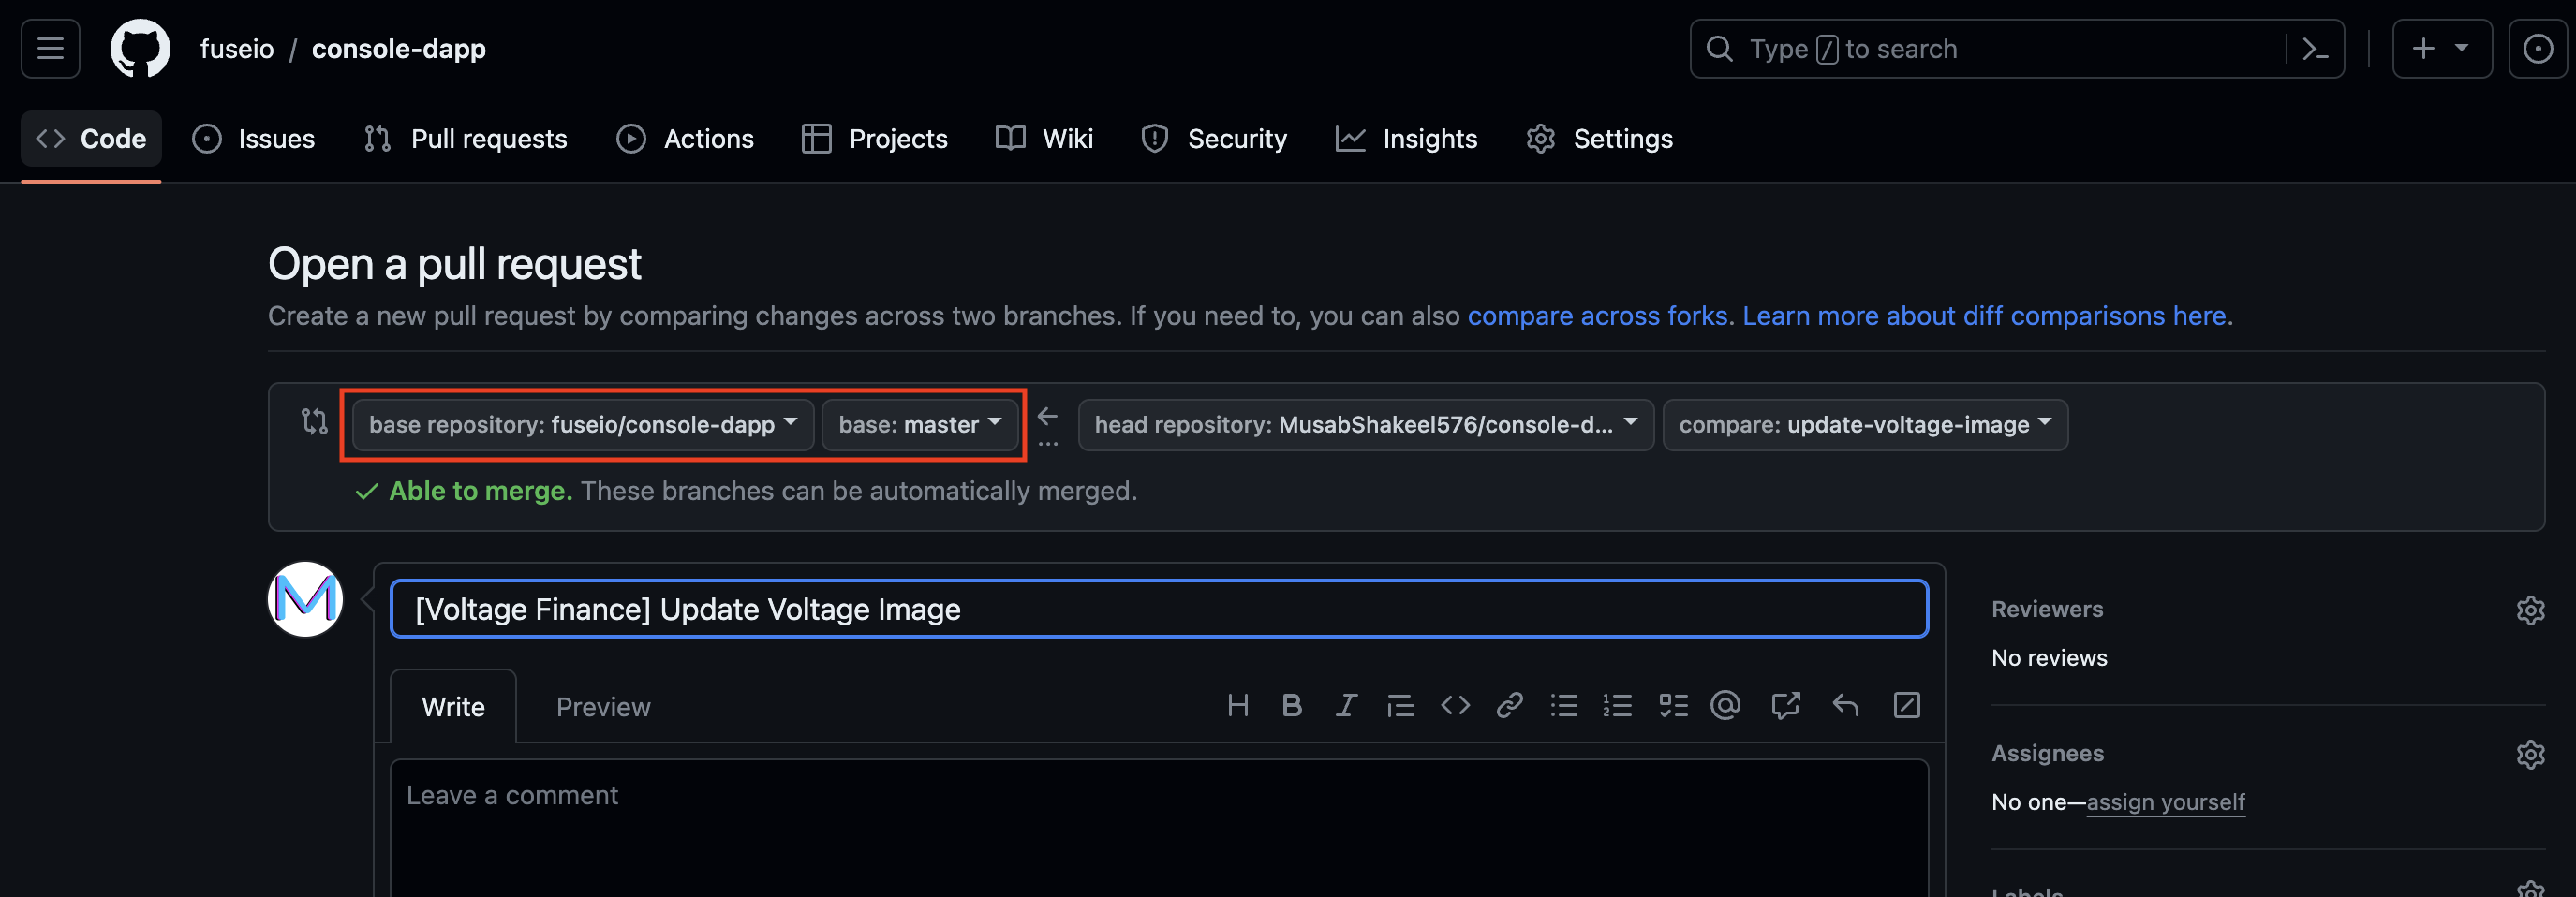 fuseio / console-dapp
Type / to search
Code Issues Pull requests Actions Projects Wiki Security Insights Settings
Open a pull request
Create a new pull request by comparing changes across two branches. If you need to, you can also compare across forks. Learn more about diff comparisons here.
base repository: fuseio/console-dapp base: master head repository: MusabShakeel576/console-d... compare: update-voltage-image
Able to merge. These branches can be automatically merged.
[Voltage Finance] Update Voltage Image
Write Preview
Leave a comment
Reviewers
No reviews
Assignees
No one—assign yourself
Labels